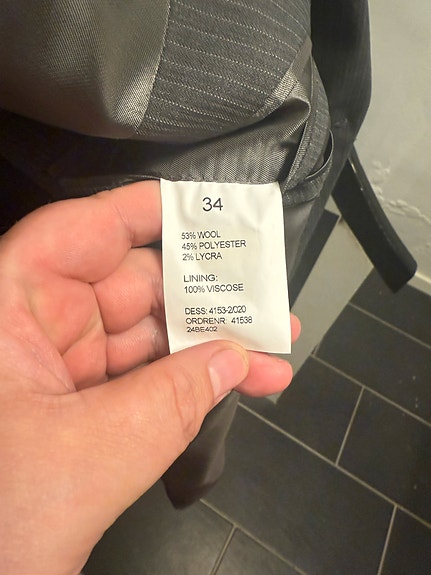 34
53% WOOL
45% POLYESTER
2% LYCRA
LINING:
100% VISCOSE
DESS: 4153-2/020
ORDRENR: 41538
24BE402